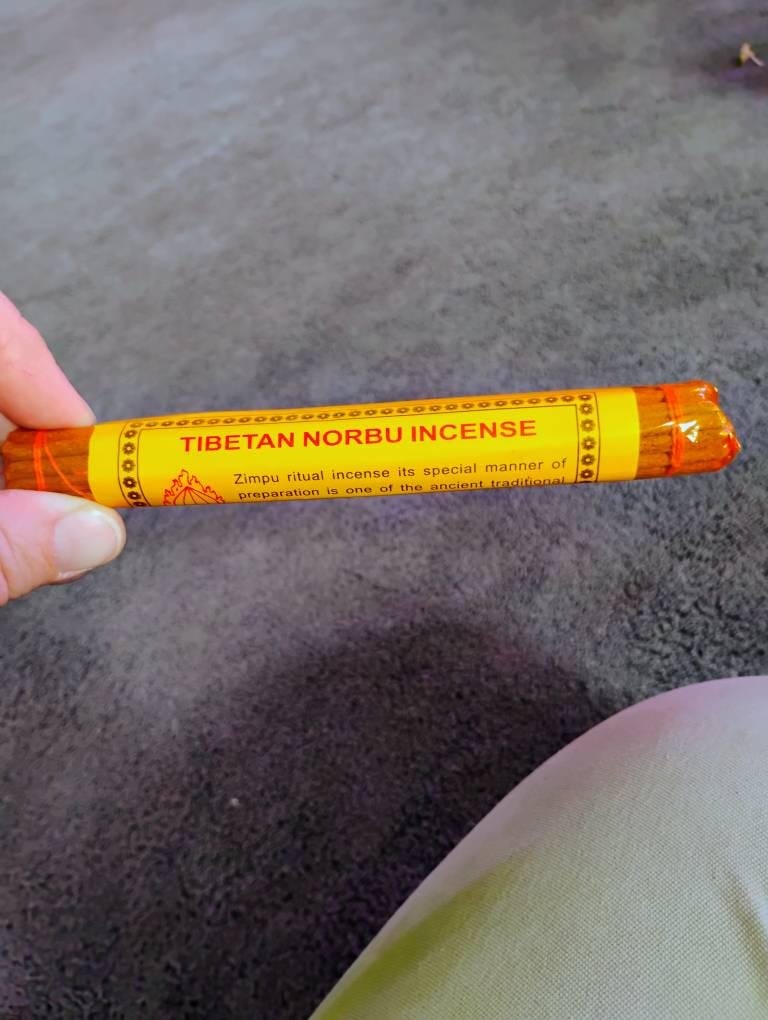 TIBETAN NORBU INCENSE
Zimpu ritual incense its special manner of
preparation is one of the ancient traditional